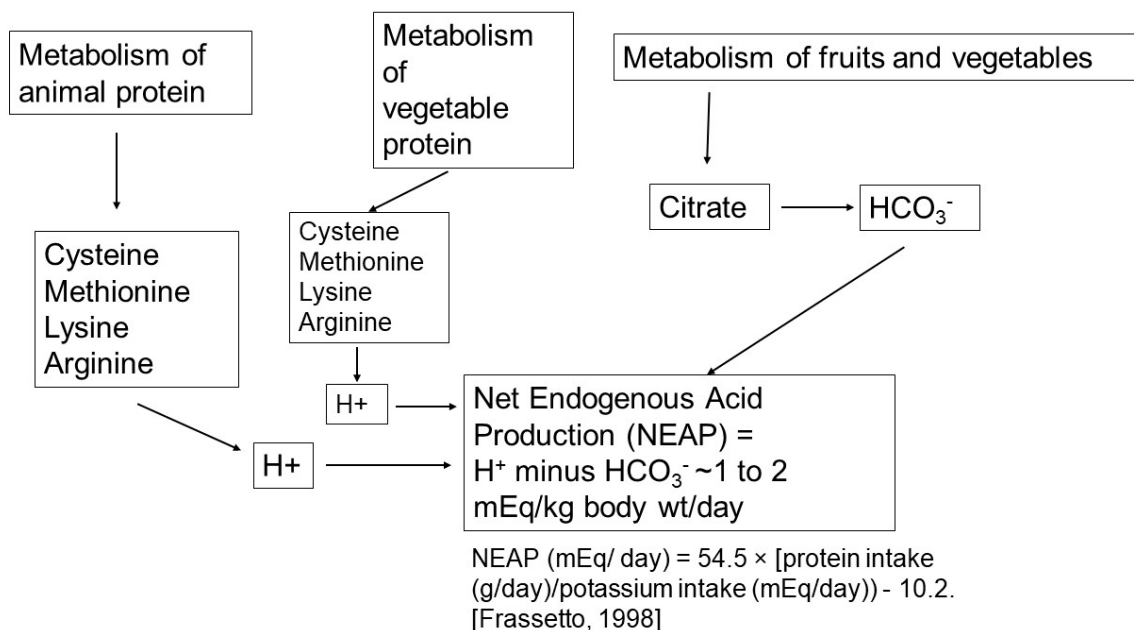 Metabolism of
animal protein
Metabolism
of
vegetable
protein
Metabolism of fruits and vegetables
Citrate
HCO₃⁻
Cysteine
Methionine
Lysine
Arginine
Cysteine
Methionine
Lysine
Arginine
H+
H+
Net Endogenous Acid
Production (NEAP) =
H⁺ minus HCO₃⁻ ~1 to 2
mEq/kg body wt/day
NEAP (mEq/ day) = 54.5 × [protein intake
(g/day)/potassium intake (mEq/day)) - 10.2.
[Frassetto, 1998]